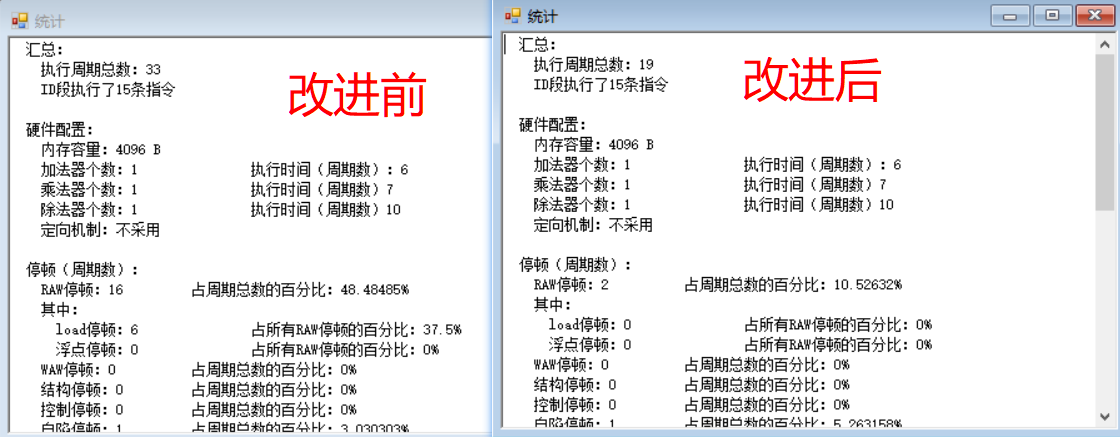 统计
汇总：
执行周期总数：33
ID段执行了15条指令
改进前
硬件配置：
内存容量：4096 B
加法器个数：1 执行时间（周期数）：6
乘法器个数：1 执行时间（周期数）7
除法器个数：1 执行时间（周期数）10
定向机制：不采用
停顿（周期数）：
RAW停顿：16 占周期总数的百分比：48.48485%
其中：
load停顿：6 占所有RAW停顿的百分比：37.5%
浮点停顿：0 占所有RAW停顿的百分比：0%
WAW停顿：0 占周期总数的百分比：0%
结构停顿：0 占周期总数的百分比：0%
控制停顿：0 占周期总数的百分比：0%
自陷停顿：1 占周期总数的百分比：3.030303%
统计
汇总：
执行周期总数：19
ID段执行了15条指令
改进后
硬件配置：
内存容量：4096 B
加法器个数：1 执行时间（周期数）：6
乘法器个数：1 执行时间（周期数）7
除法器个数：1 执行时间（周期数）10
定向机制：不采用
停顿（周期数）：
RAW停顿：2 占周期总数的百分比：10.52632%
其中：
load停顿：0 占所有RAW停顿的百分比：0%
浮点停顿：0 占所有RAW停顿的百分比：0%
WAW停顿：0 占周期总数的百分比：0%
结构停顿：0 占周期总数的百分比：0%
控制停顿：0 占周期总数的百分比：0%
自陷停顿：1 占周期总数的百分比：5.263158%